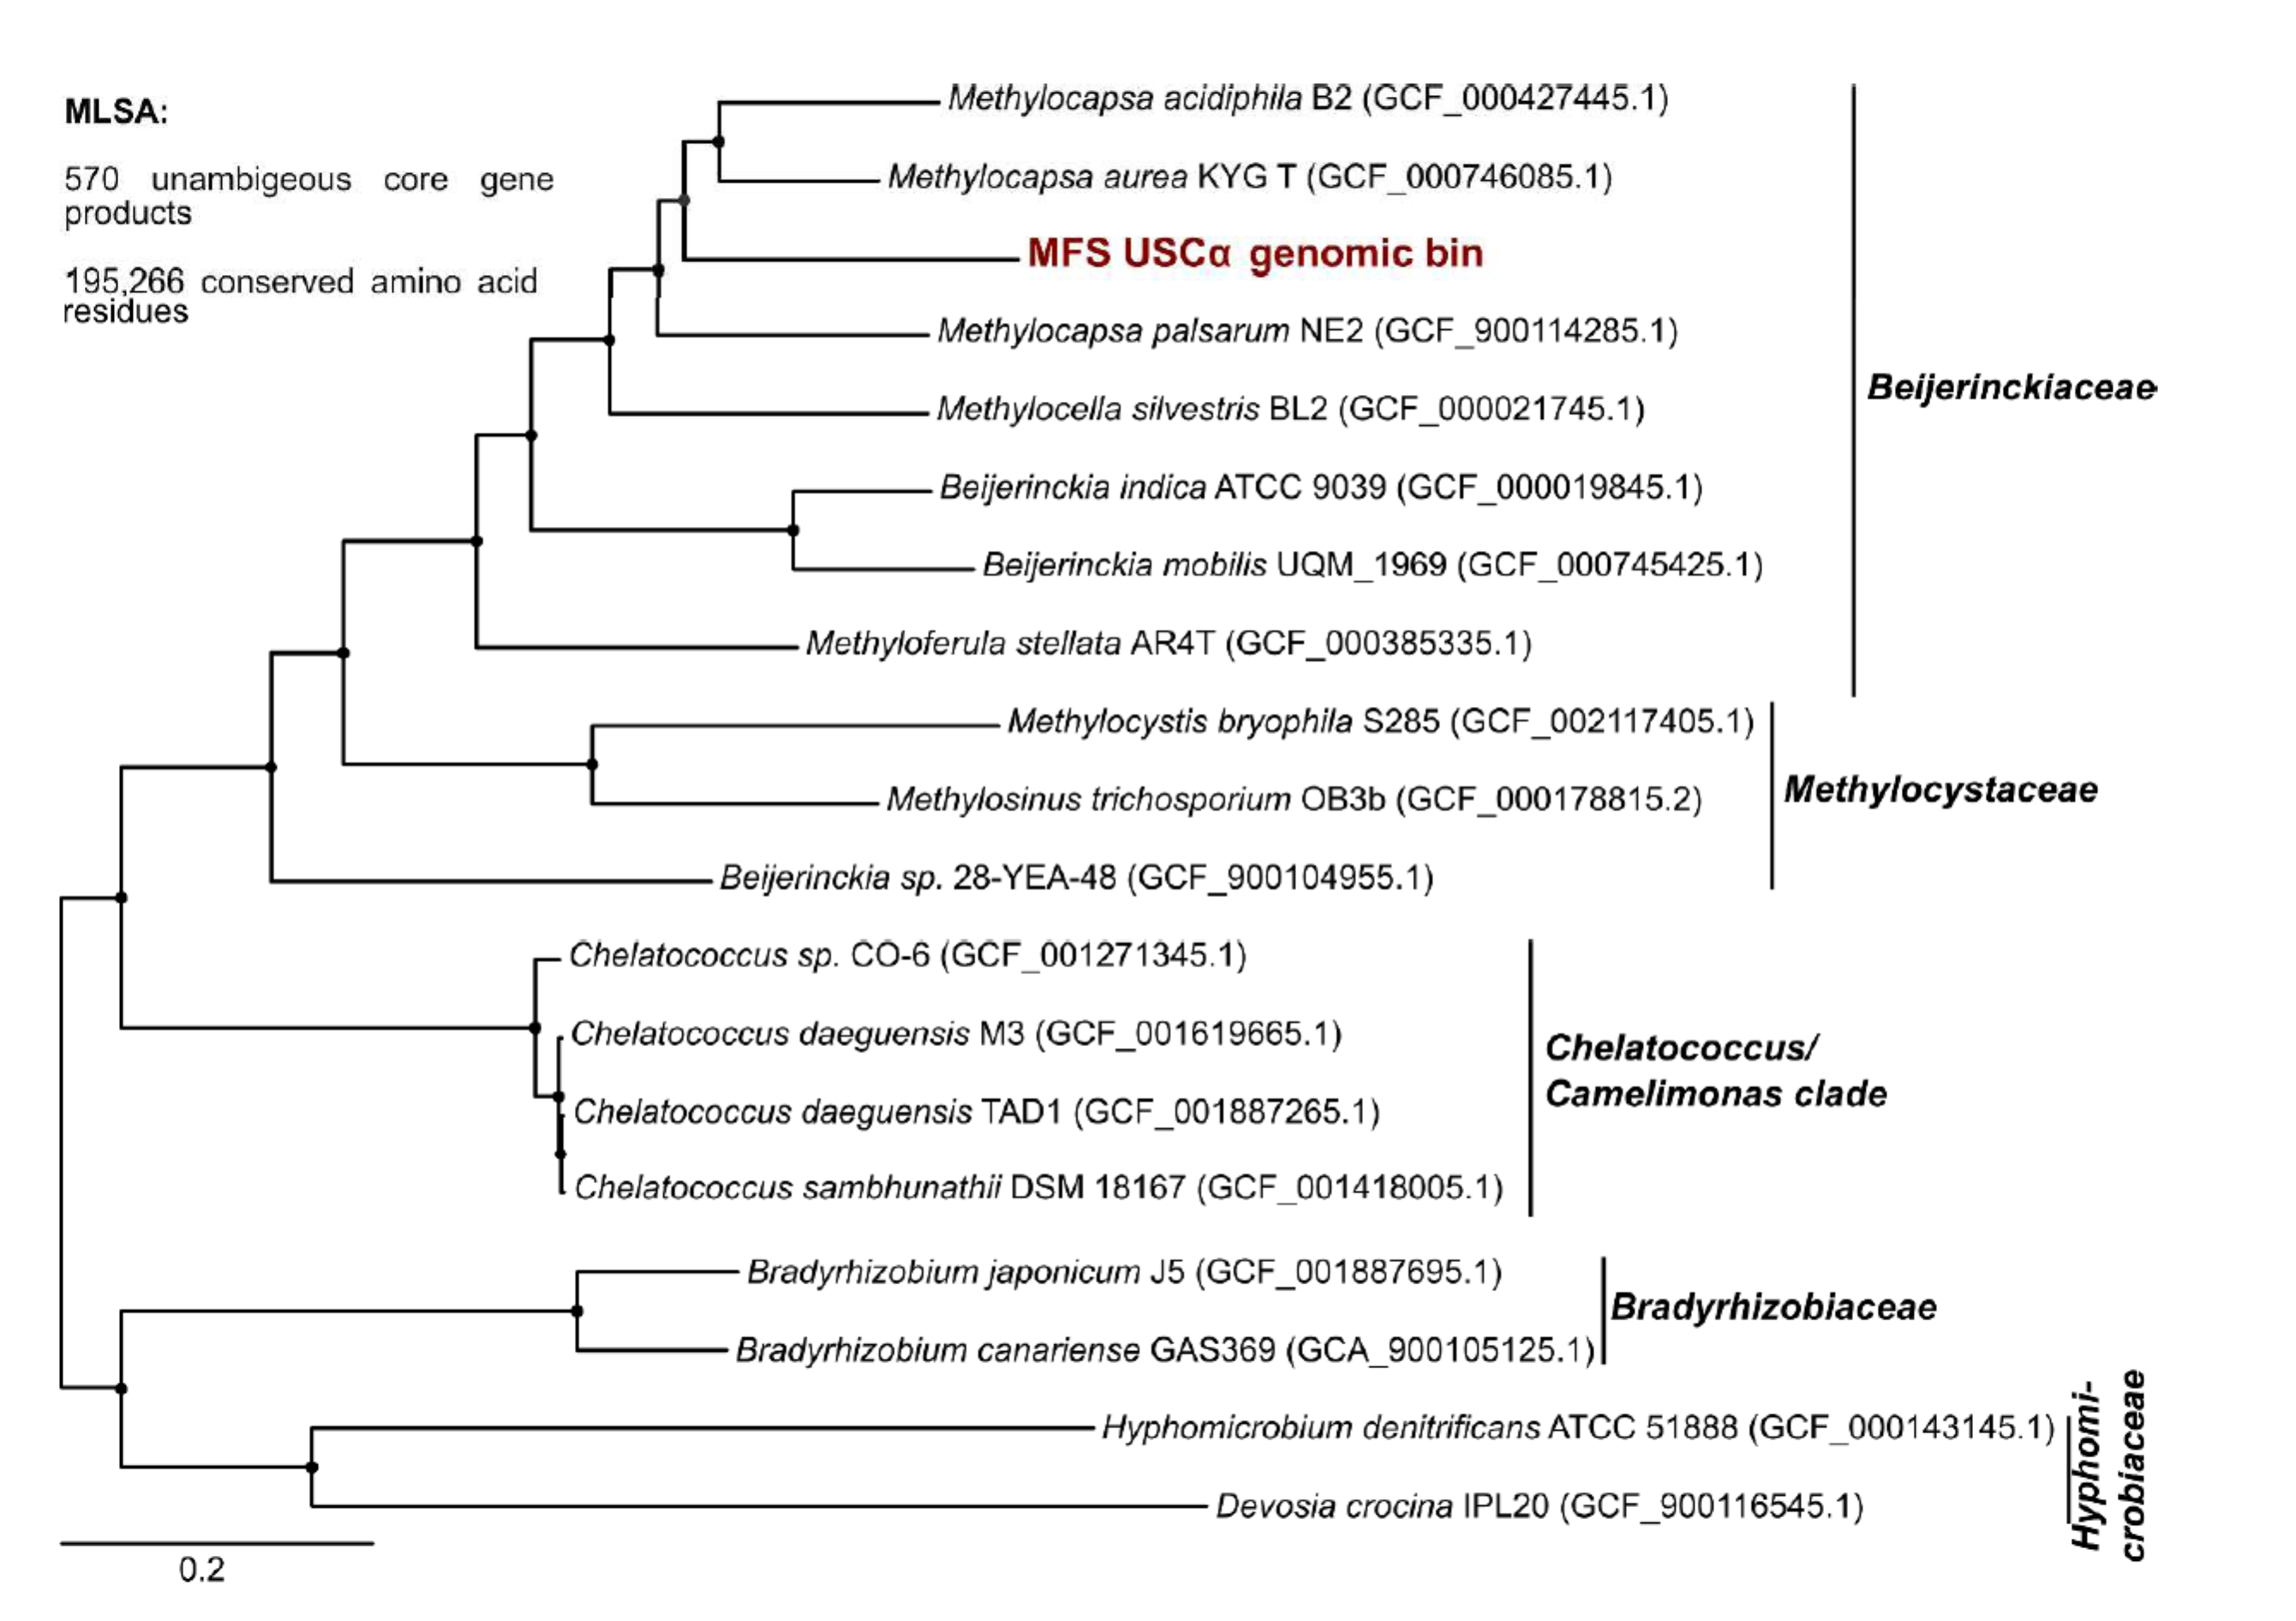 MLSA:
570 unambigeous core gene
products
195,266 conserved amino acid
residues
Methylocapsa acidiphila B2 (GCF_000427445.1)
Methylocapsa aurea KYG T (GCF_000746085.1)
MFS USCα genomic bin
Methylocapsa palsarum NE2 (GCF_900114285.1)
Methylocella silvestris BL2 (GCF_000021745.1)
Beijerinckia indica ATCC 9039 (GCF_000019845.1)
Beijerinckia mobilis UQM_1969 (GCF_000745425.1)
Methyloferula stellata AR4T (GCF_000385335.1)
Beijerinckiaceae
Methylocystis bryophila S285 (GCF_002117405.1)
Methylosinus trichosporium OB3b (GCF_000178815.2)
Beijerinckia sp. 28-YEA-48 (GCF_900104955.1)
Methylocystaceae
Chelatococcus sp. CO-6 (GCF_001271345.1)
Chelatococcus daeguensis M3 (GCF_001619665.1)
Chelatococcus daeguensis TAD1 (GCF_001887265.1)
Chelatococcus sambhunathii DSM 18167 (GCF_001418005.1)
Chelatococcus/
Camelimonas clade
Bradyrhizobium japonicum J5 (GCF_001887695.1)
Bradyrhizobium canariense GAS369 (GCA_900105125.1)
Bradyrhizobiaceae
Hyphomicrobium denitrificans ATCC 51888 (GCF_000143145.1)
Devosia crocina IPL20 (GCF_900116545.1)
Hyphomi-
crobiaceae
0.2